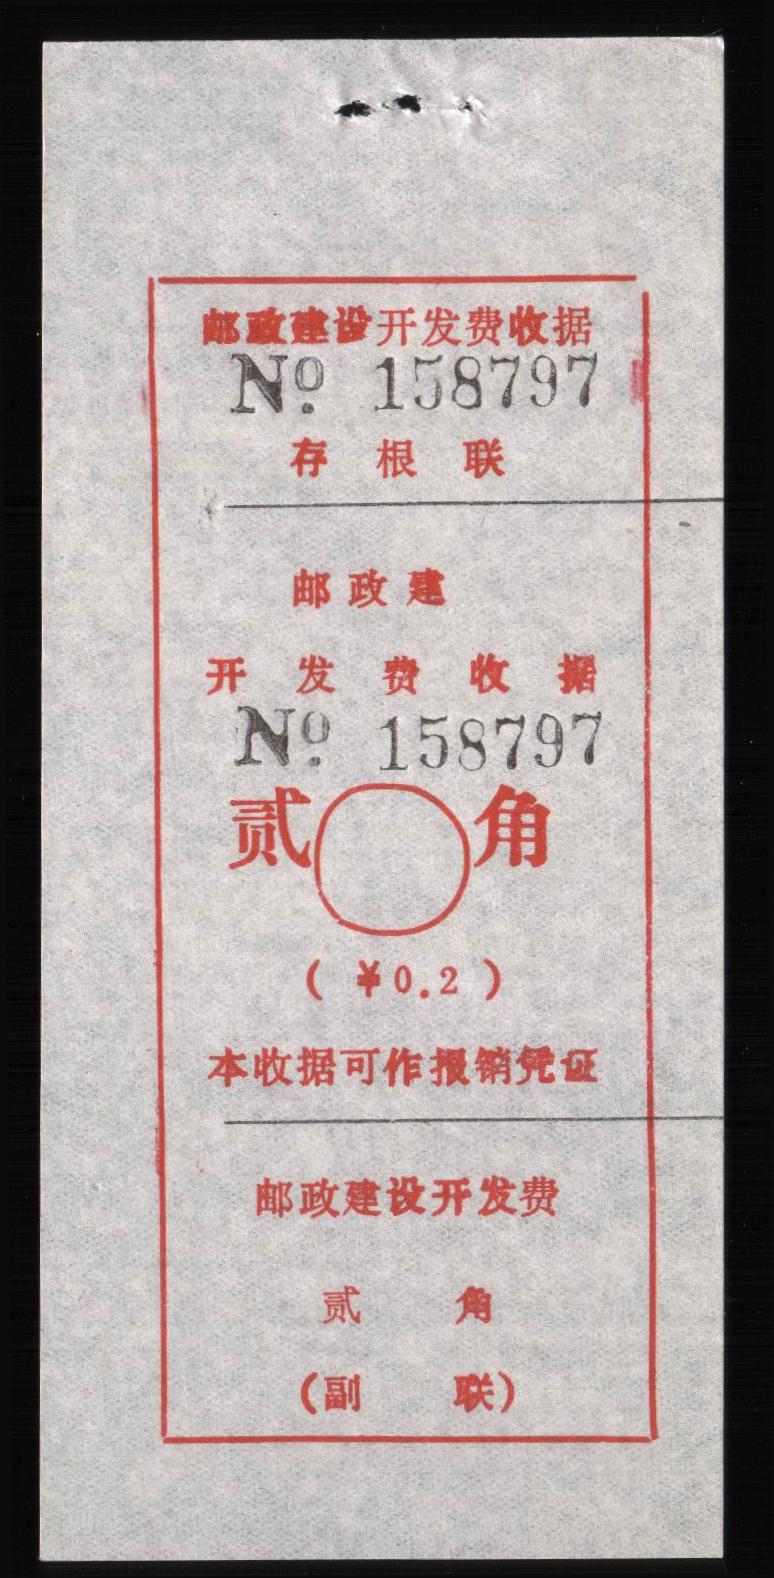 邮政建设开发费收据
No. 158797
存根联
邮政建
开发费收据
No. 158797
贰 角
( ¥0.2 )
本收据可作报销凭证
邮政建设开发费
贰 角
(副 联)